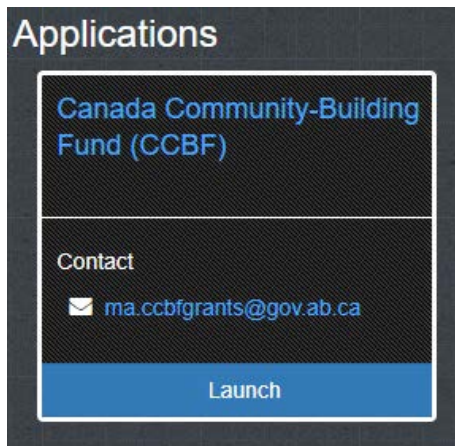 Applications
Canada Community-Building
Fund (CCBF)
Contact
ma.ccbfgrants@gov.ab.ca
Launch